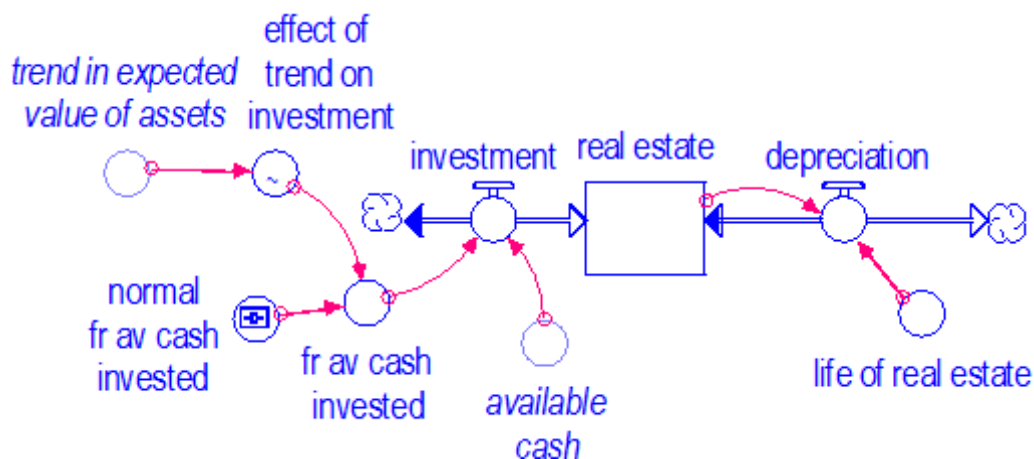 effect of
trend on
investment
trend in expected
value of assets
investment
real estate
depreciation
~
normal
fr av cash
invested
fr av cash
invested
available
cash
life of real estate